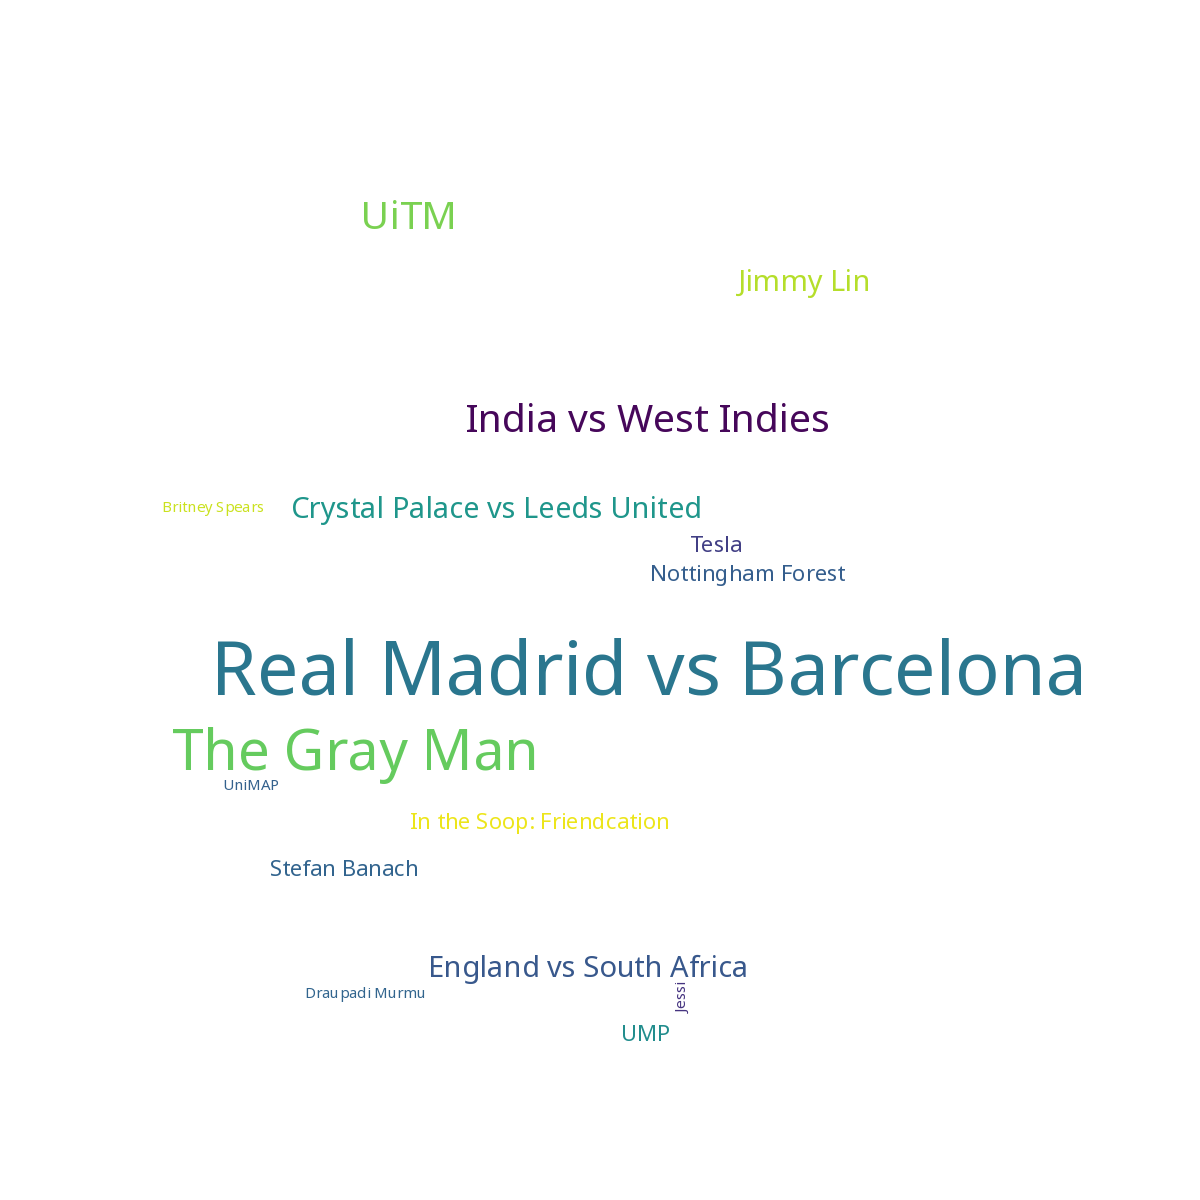 UiTM
Jimmy Lin
India vs West Indies
Britney Spears
Crystal Palace vs Leeds United
Tesla
Nottingham Forest
Real Madrid vs Barcelona
The Gray Man
UniMAP
In the Soop: Friendcation
Stefan Banach
England vs South Africa
Draupadi Murmu
Jessi
UMP